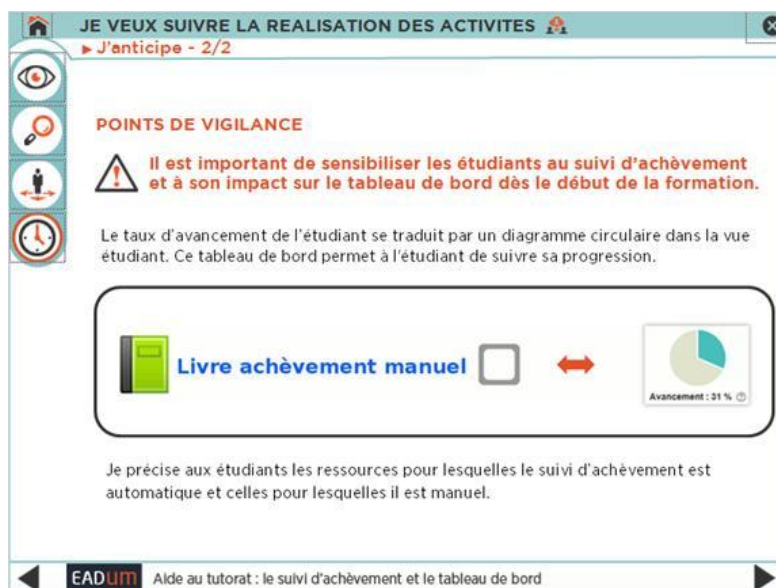 JE VEUX SUIVRE LA REALISATION DES ACTIVITES
► J'anticipe - 2/2
POINTS DE VIGILANCE
Il est important de sensibiliser les étudiants au suivi d'achèvement
et à son impact sur le tableau de bord dès le début de la formation.
Le taux d'avancement de l'étudiant se traduit par un diagramme circulaire dans la vue
étudiant. Ce tableau de bord permet à l'étudiant de suivre sa progression.
Livre achèvement manuel
Avancement : 31 % ?
Je précise aux étudiants les ressources pour lesquelles le suivi d'achèvement est
automatique et celles pour lesquelles il est manuel.
EADUM Aide au tutorat : le suivi d'achèvement et le tableau de bord